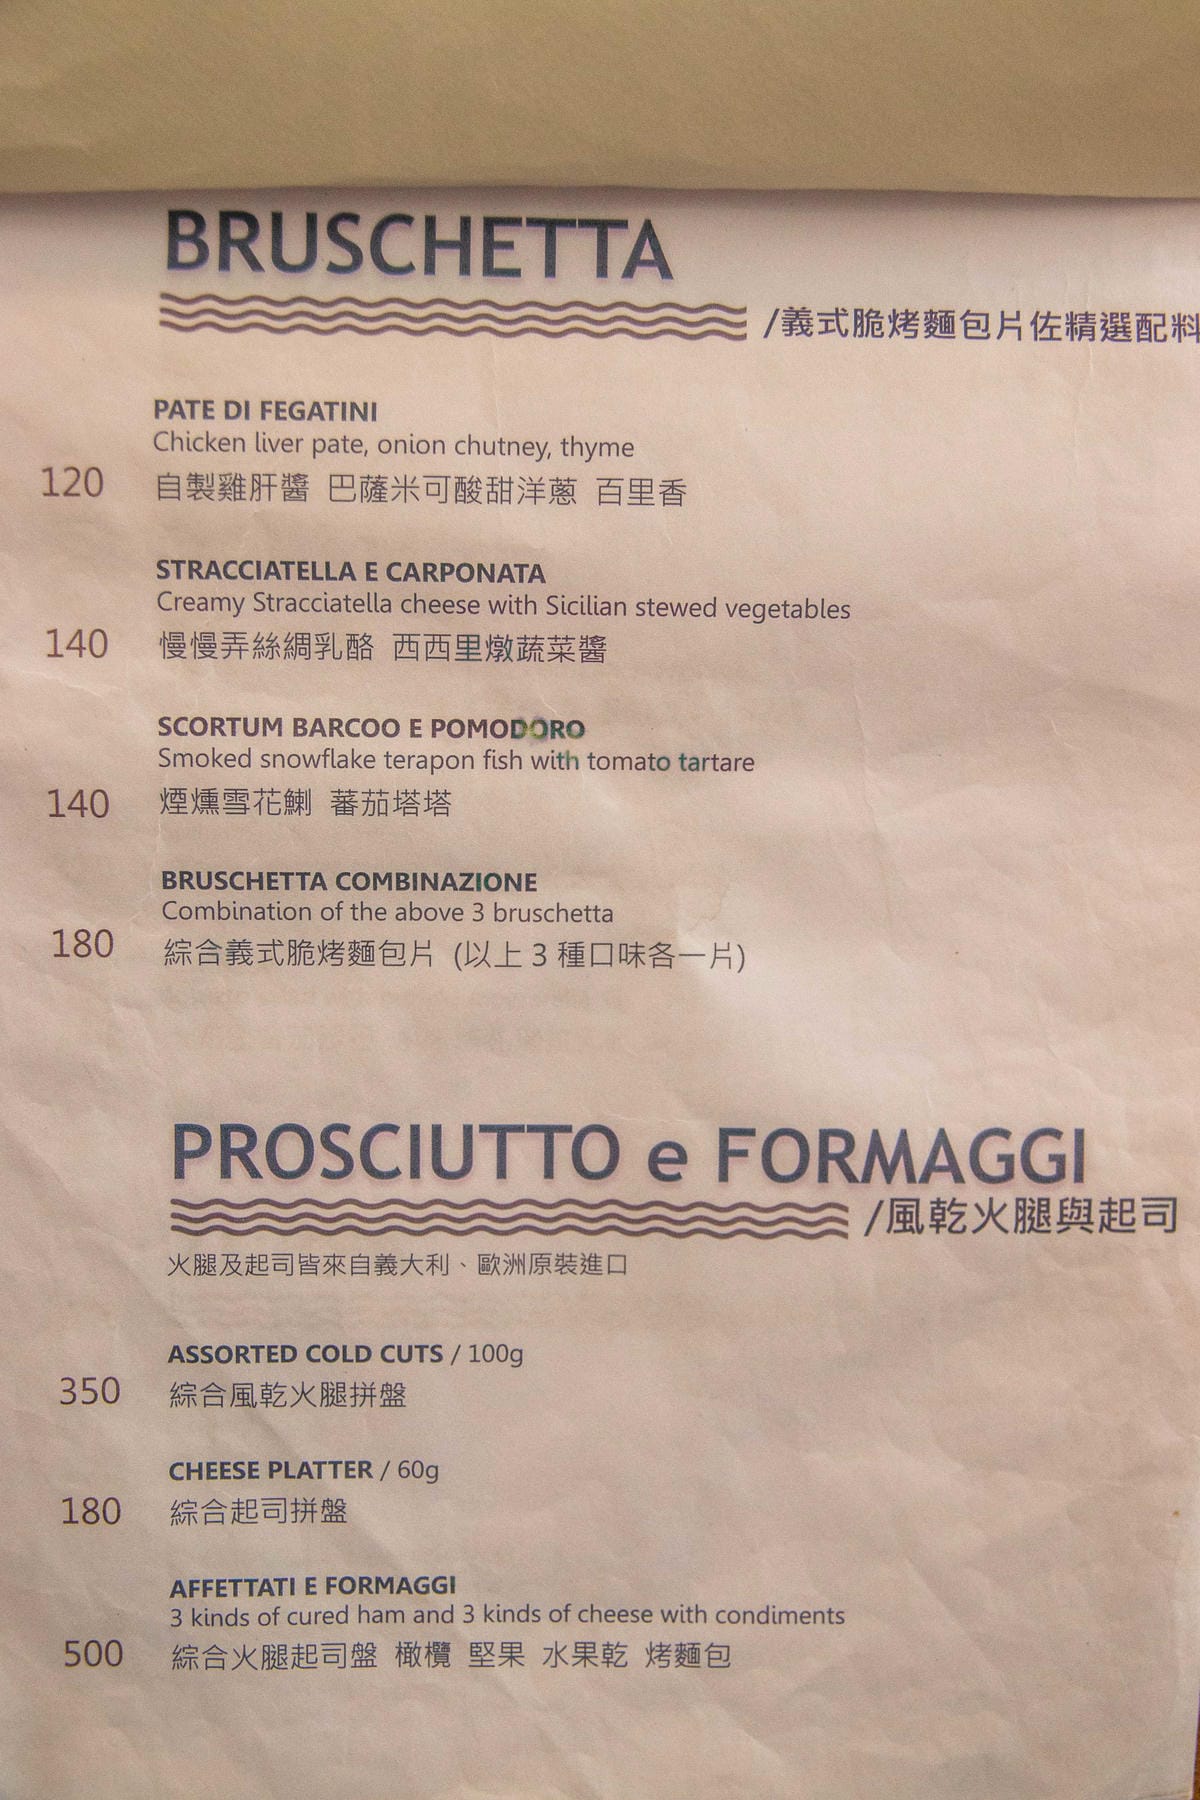 BRUSCHETTA
/義式脆烤麵包片佐精選配料
PATE DI FEGATINI
Chicken liver pate, onion chutney, thyme
120 自製雞肝醬 巴薩米可酸甜洋蔥 百里香
STRACCIATELLA E CARPONATA
Creamy Stracciatella cheese with Sicilian stewed vegetables
140 慢慢弄絲綢乳酪 西西里燉蔬菜醬
SCORTUM BARCOO E POMODORO
Smoked snowflake terapon fish with tomato tartare
140 煙燻雪花鯻 蕃茄塔塔
BRUSCHETTA COMBINAZIONE
Combination of the above 3 bruschetta
180 綜合義式脆烤麵包片 (以上 3 種口味各一片)
PROSCIUTTO e FORMAGGI
/風乾火腿與起司
火腿及起司皆來自義大利、歐洲原裝進口
ASSORTED COLD CUTS / 100g
350 綜合風乾火腿拼盤
CHEESE PLATTER / 60g
180 綜合起司拼盤
AFFETTATI E FORMAGGI
3 kinds of cured ham and 3 kinds of cheese with condiments
500 綜合火腿起司盤 橄欖 堅果 水果乾 烤麵包